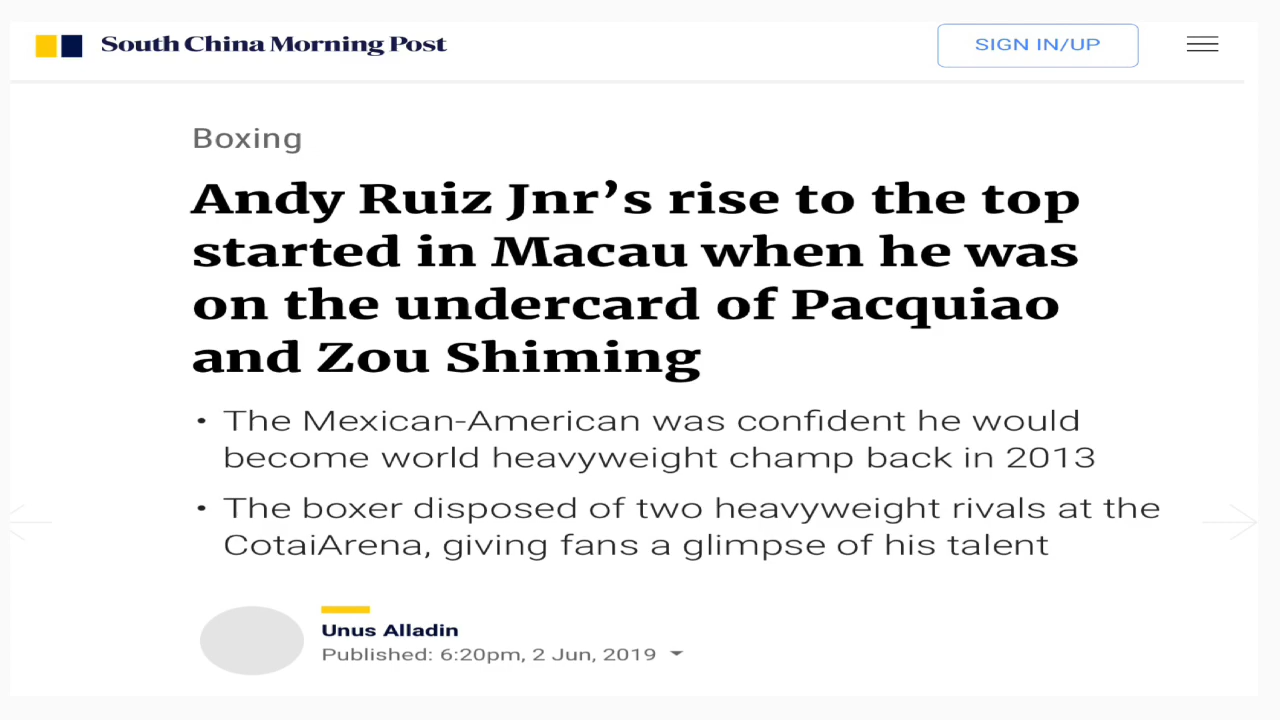 South China Morning Post
SIGN IN/UP
Boxing
Andy Ruiz Jnr’s rise to the top
started in Macau when he was
on the undercard of Pacquiao
and Zou Shiming
• The Mexican-American was confident he would
become world heavyweight champ back in 2013
• The boxer disposed of two heavyweight rivals at the
CotaiArena, giving fans a glimpse of his talent
Unus Alladin
Published: 6:20pm, 2 Jun, 2019